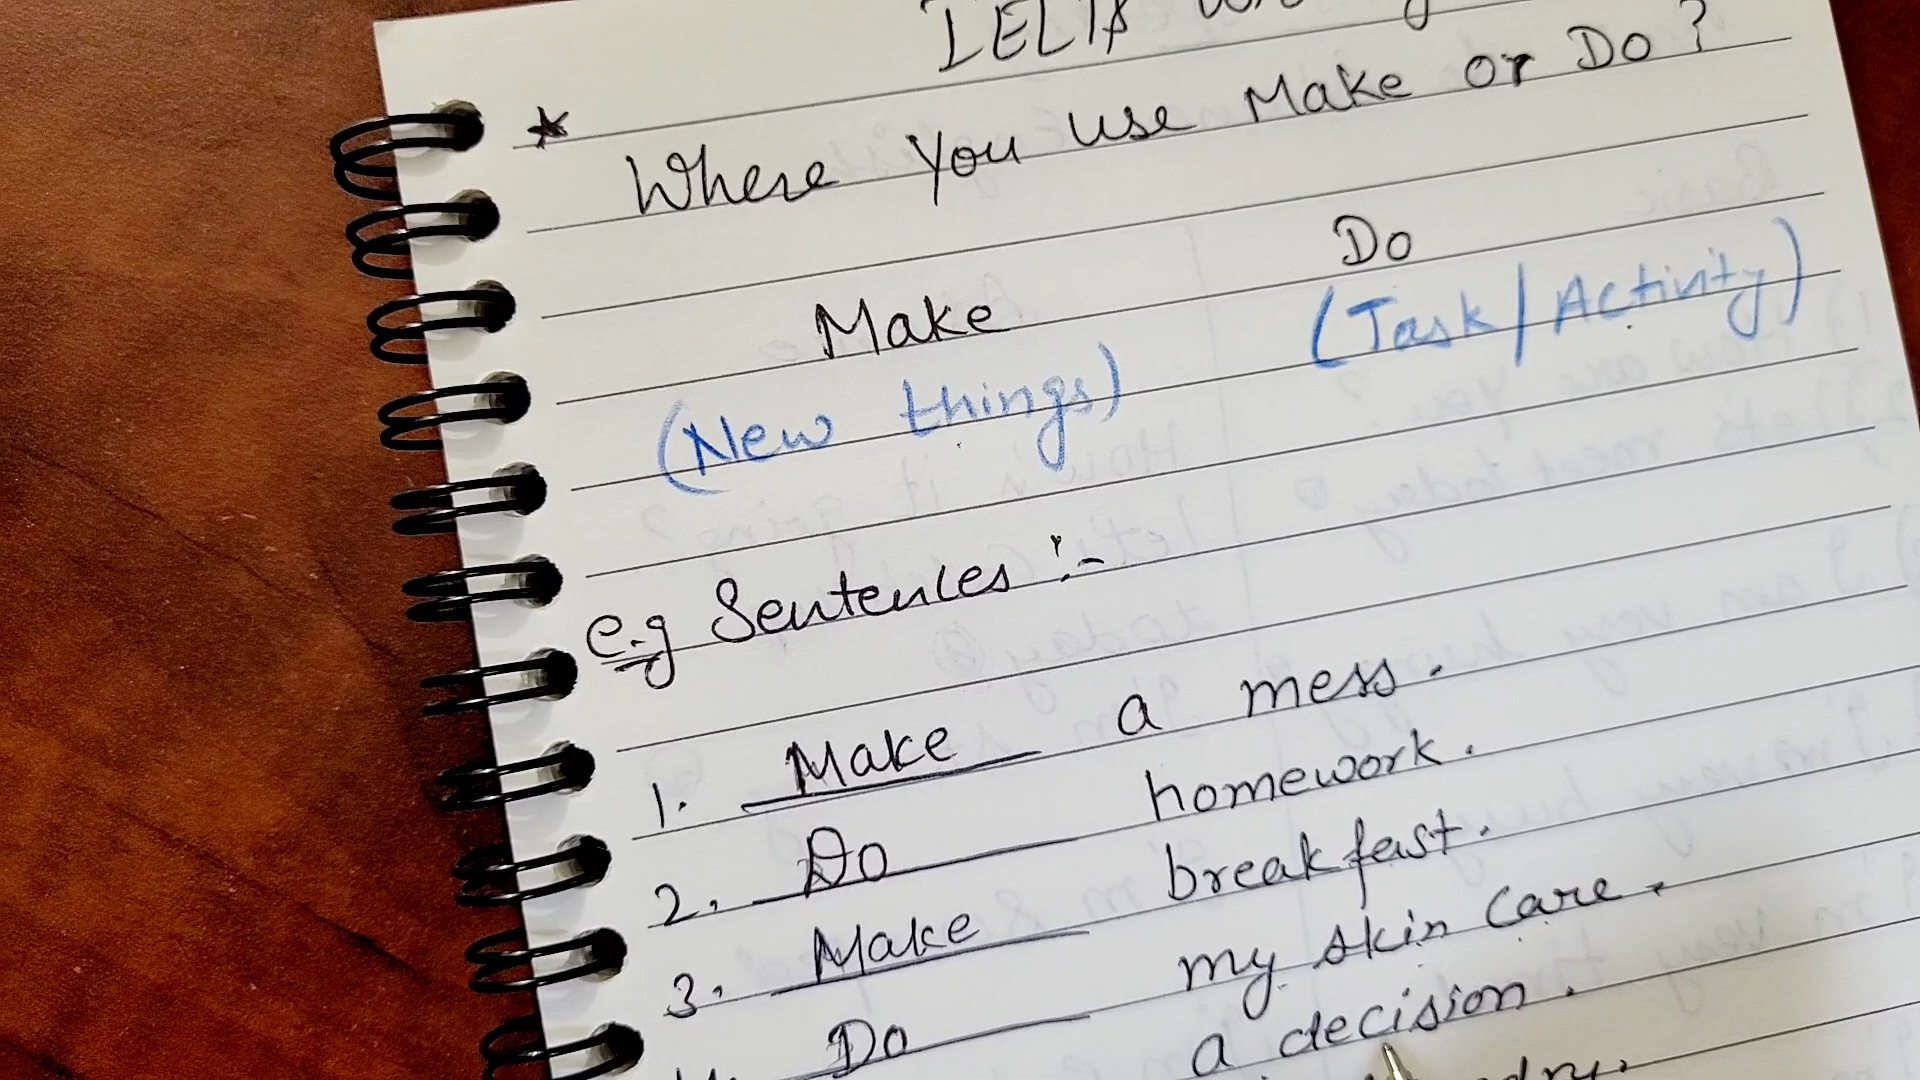 IELTS
* Where You use Make or Do?
Make Do
(New things) (Task/Activity)
e.g Sentences :-
1. Make a mess.
2. Do homework.
3. Make breakfast.
Do my skin care.
a decision.